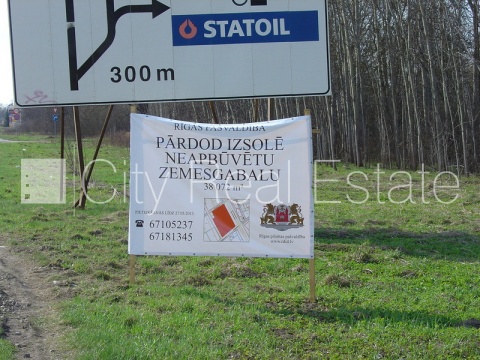 STATOIL
300 m
RĪGAS PAŠVALDĪBA
PĀRDOD IZSOLĒ
NEAPBŪVĒTU
ZEMESGABALU
38 072 m²
67105237
67181345
City Real Estate